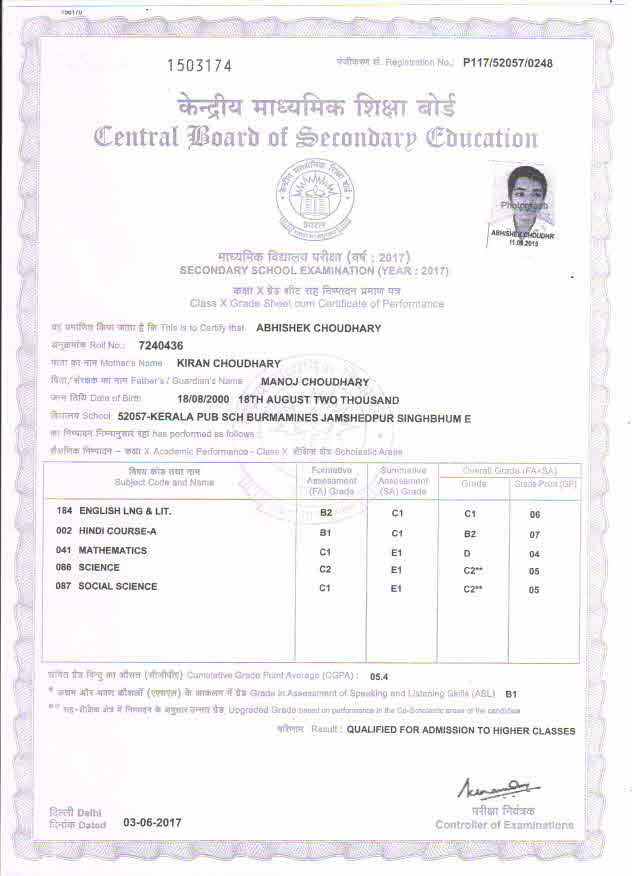 1503174
पंजीकरण सं. Registration No.: P117/52057/0248
केन्द्रीय माध्यमिक शिक्षा बोर्ड
Central Board of Secondary Education
केन्द्रीय माध्यमिक शिक्षा बोर्ड
भारत
Photograph
ABHISHEK CHOUDHR
11.09.2015
माध्यमिक विद्यालय परीक्षा (वर्ष : 2017)
SECONDARY SCHOOL EXAMINATION (YEAR : 2017)
कक्षा X ग्रेड शीट सह निष्पादन प्रमाण पत्र
Class X Grade Sheet cum Certificate of Performance
यह प्रमाणित किया जाता है कि This is to Certify that ABHISHEK CHOUDHARY
अनुक्रमांक Roll No.: 7240436
माता का नाम Mother's Name KIRAN CHOUDHARY
पिता/संरक्षक का नाम Father's / Guardian's Name MANOJ CHOUDHARY
जन्म तिथि Date of Birth 18/08/2000 18TH AUGUST TWO THOUSAND
विद्यालय School 52057-KERALA PUB SCH BURMAMINES JAMSHEDPUR SINGHBHUM E
का निष्पादन निम्नानुसार रहा has performed as follows :
शैक्षणिक निष्पादन – कक्षा X Academic Performance - Class X शैक्षिक क्षेत्र Scholastic Areas
विषय कोड तथा नाम Subject Code and Name
Formative Assessment (FA) Grade
Summative Assessment (SA) Grade
Overall Grade (FA+SA)
Grade Grade Point (GP)
184 ENGLISH LNG & LIT. B2 C1 C1 06
002 HINDI COURSE-A B1 C1 B2 07
041 MATHEMATICS C1 E1 D 04
086 SCIENCE C2 E1 C2** 05
087 SOCIAL SCIENCE C1 E1 C2** 05
संचित ग्रेड बिन्दु का औसत (सीजीपीए) Cumulative Grade Point Average (CGPA) : 05.4
* कथन और श्रवण कौशलों (एएसएल) के आकलन में ग्रेड Grade in Assessment of Speaking and Listening Skills (ASL) B1
** सह-शैक्षिक क्षेत्र में निष्पादन के अनुसार उन्नत ग्रेड Upgraded Grade based on performance in the Co-Scholastic areas of the candidate
परिणाम Result : QUALIFIED FOR ADMISSION TO HIGHER CLASSES
दिल्ली Delhi
दिनांक Dated 03-06-2017
परीक्षा नियंत्रक
Controller of Examinations